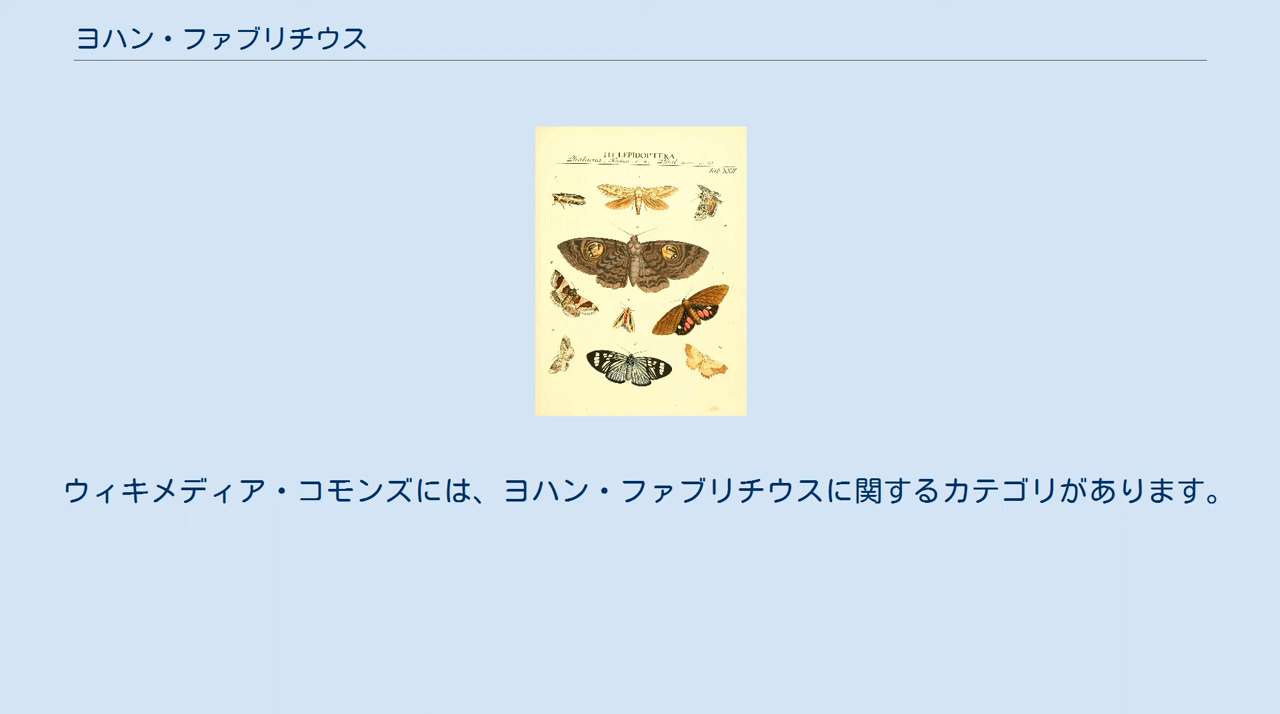 ヨハン・ファブリチウス
LEPIDOPTERA
ウィキメディア・コモンズには、ヨハン・ファブリチウスに関するカテゴリがあります。